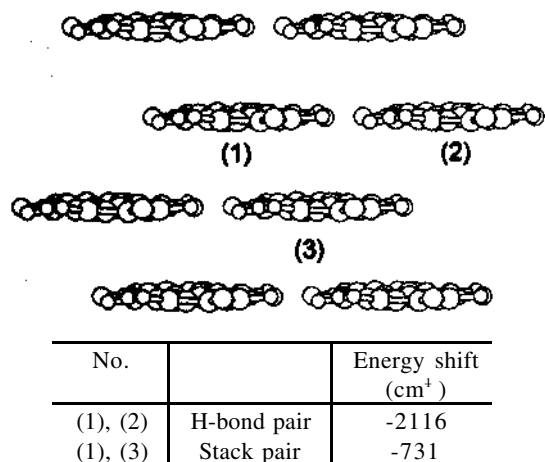 (1)
(2)
(3)
No.
Energy shift
(cm⁻¹)
(1), (2) H-bond pair -2116
(1), (3) Stack pair -731